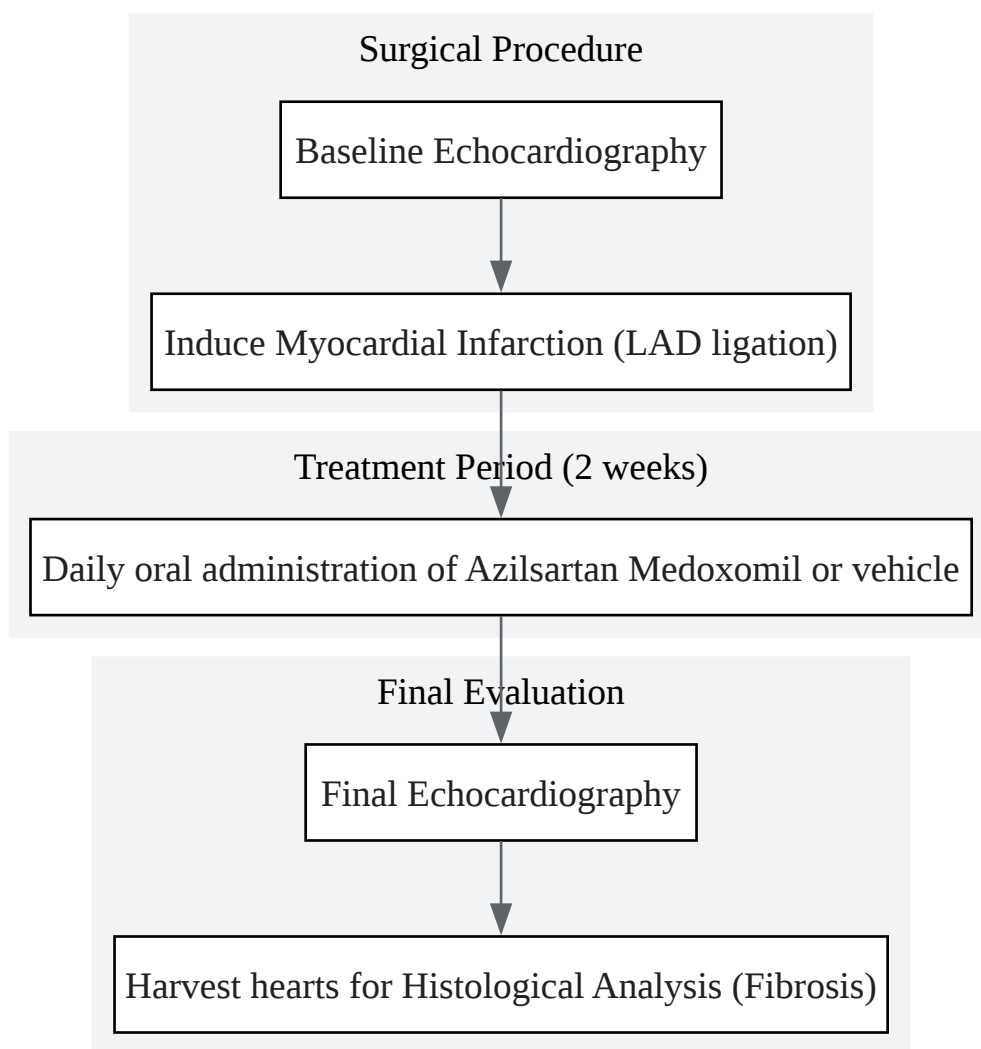 Surgical Procedure
Baseline Echocardiography
Induce Myocardial Infarction (LAD ligation)
Treatment Period (2 weeks)
Daily oral administration of Azilsartan Medoxomil or vehicle
Final Evaluation
Final Echocardiography
Harvest hearts for Histological Analysis (Fibrosis)